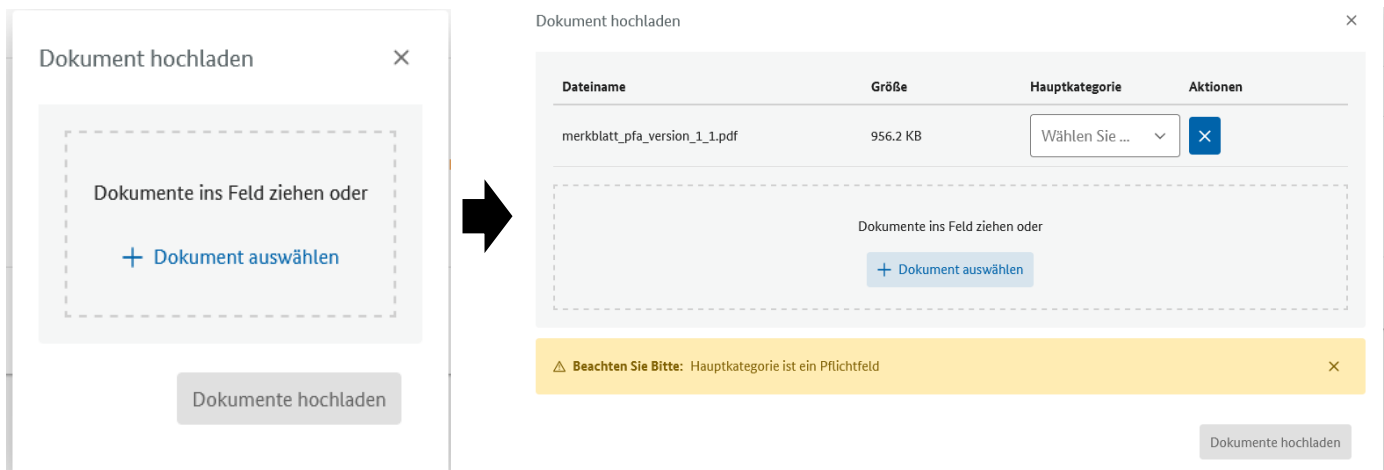 Dokument hochladen
Dokumente ins Feld ziehen oder
Dokument auswählen
Dokumente hochladen
Dokument hochladen
Dateiname Größe Hauptkategorie Aktionen
merkblatt_pfa_version_1_1.pdf 956.2 KB Wählen Sie ...
Dokumente ins Feld ziehen oder
Dokument auswählen
Beachten Sie Bitte: Hauptkategorie ist ein Pflichtfeld
Dokumente hochladen